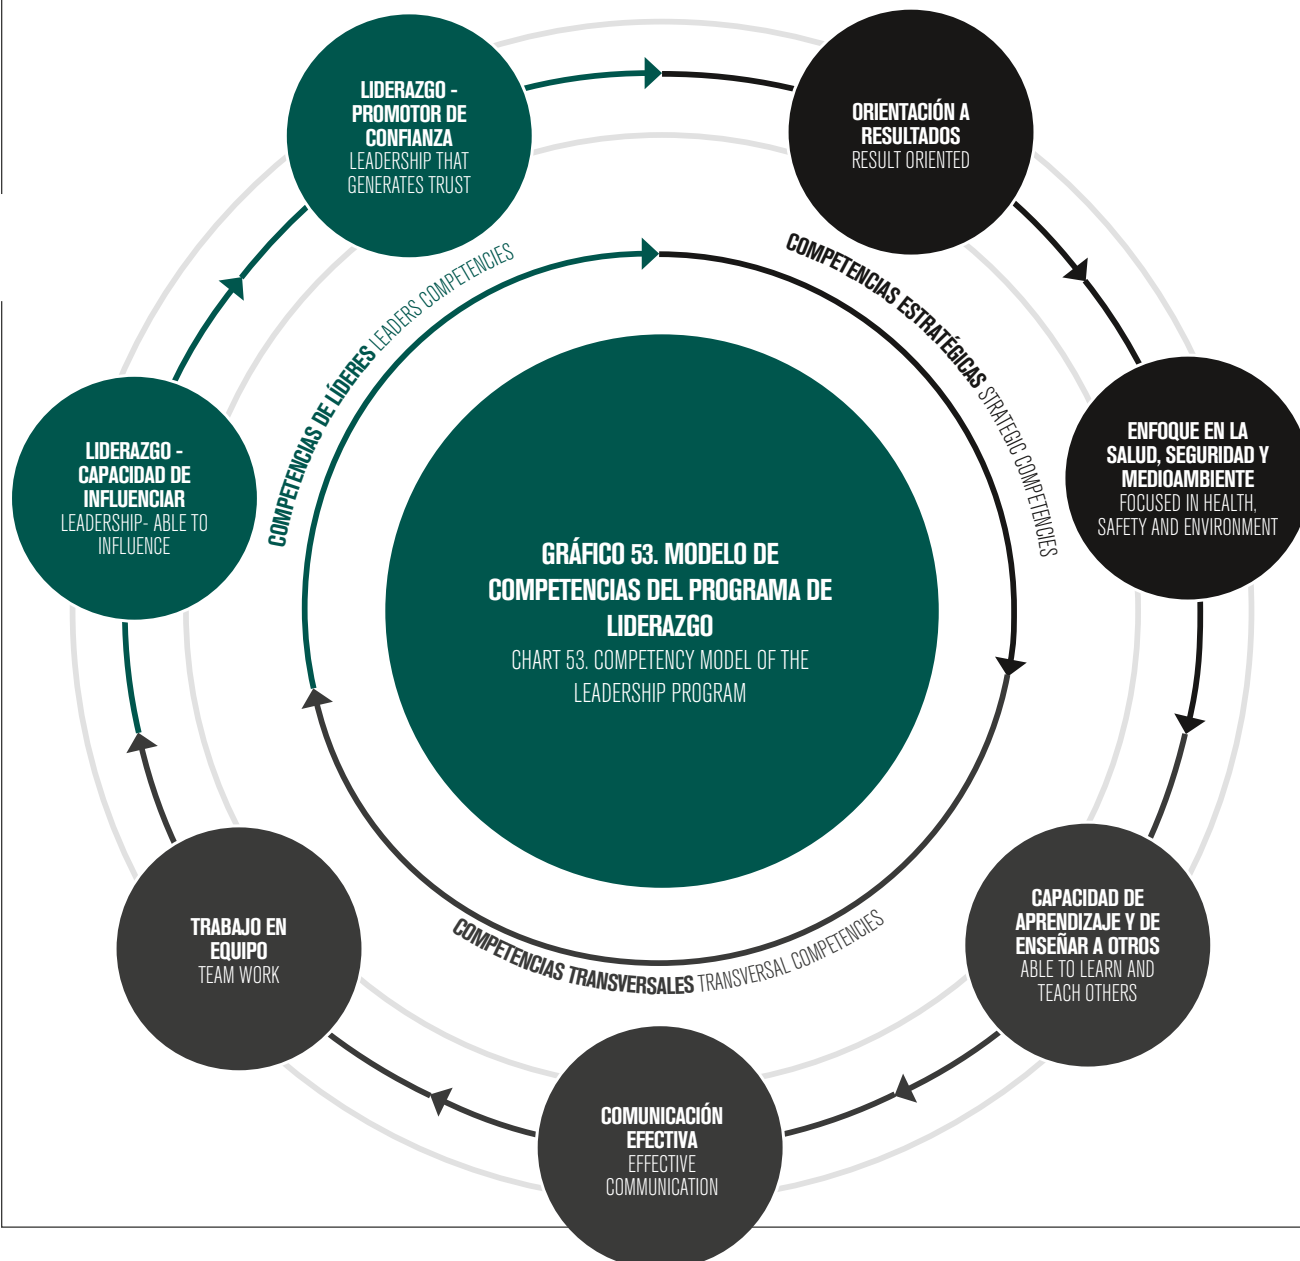 LIDERAZGO -
PROMOTOR DE
CONFIANZA
LEADERSHIP THAT
GENERATES TRUST
ORIENTACIÓN A
RESULTADOS
RESULT ORIENTED
COMPETENCIAS DE LÍDERES LEADERS COMPETENCIES
COMPETENCIAS ESTRATÉGICAS STRATEGIC COMPETENCIES
LIDERAZGO -
CAPACIDAD DE
INFLUENCIAR
LEADERSHIP- ABLE TO
INFLUENCE
ENFOQUE EN LA
SALUD, SEGURIDAD Y
MEDIOAMBIENTE
FOCUSED IN HEALTH,
SAFETY AND ENVIRONMENT
GRÁFICO 53. MODELO DE
COMPETENCIAS DEL PROGRAMA DE
LIDERAZGO
CHART 53. COMPETENCY MODEL OF THE
LEADERSHIP PROGRAM
TRABAJO EN
EQUIPO
TEAM WORK
COMPETENCIAS TRANSVERSALES TRANSVERSAL COMPETENCIES
CAPACIDAD DE
APRENDIZAJE Y DE
ENSEÑAR A OTROS
ABLE TO LEARN AND
TEACH OTHERS
COMUNICACIÓN
EFECTIVA
EFFECTIVE
COMMUNICATION